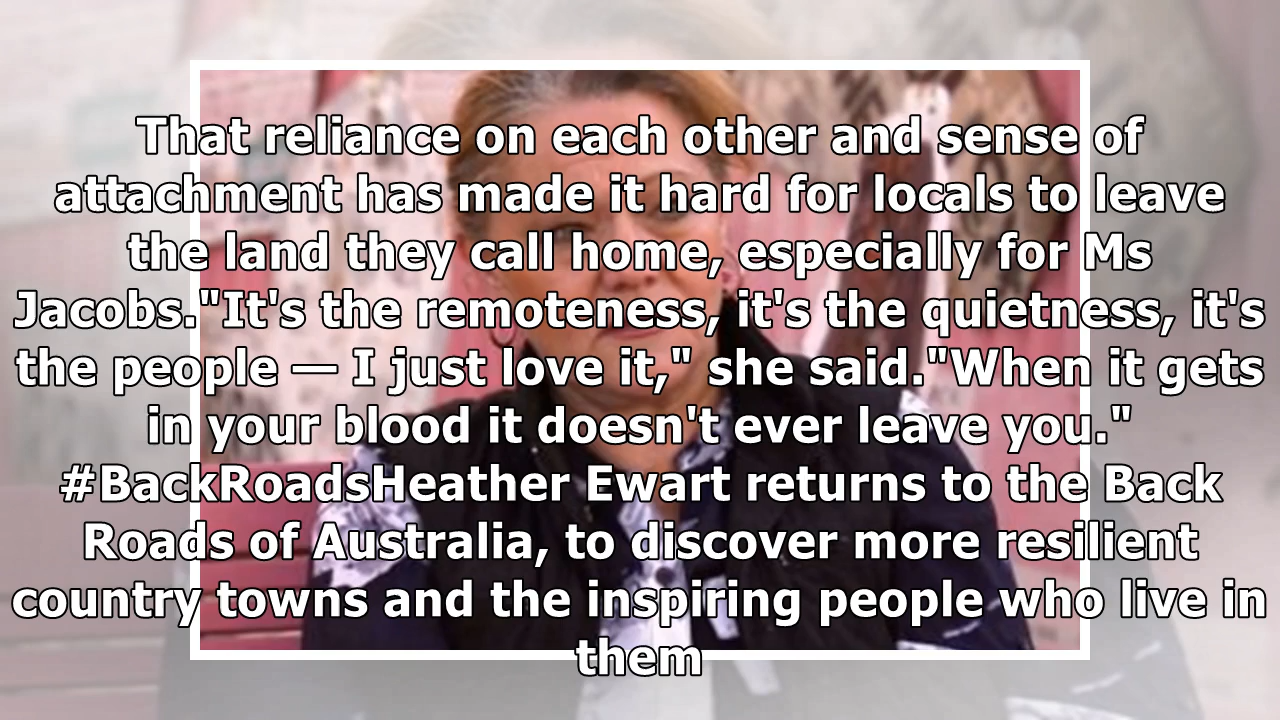 That reliance on each other and sense of
attachment has made it hard for locals to leave
the land they call home, especially for Ms
Jacobs."It's the remoteness, it's the quietness, it's
the people — I just love it," she said."When it gets
in your blood it doesn't ever leave you."
#BackRoadsHeather Ewart returns to the Back
Roads of Australia, to discover more resilient
country towns and the inspiring people who live in
them